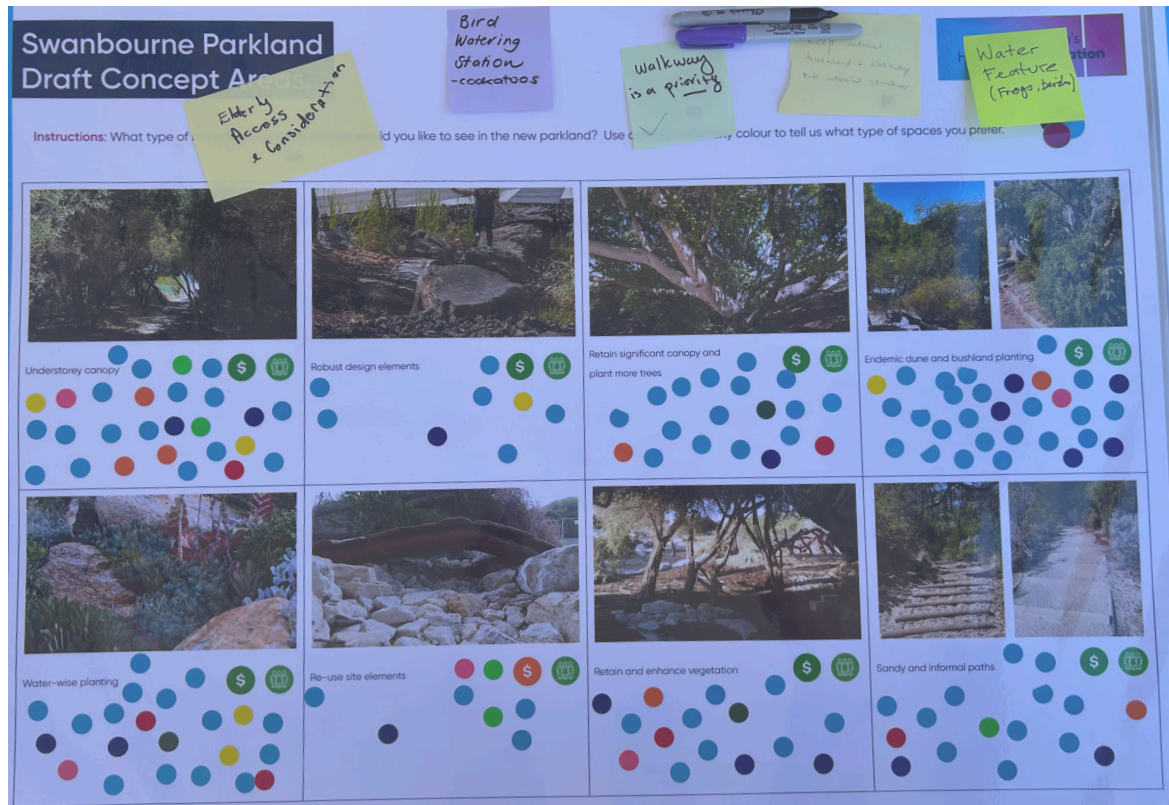 Swanbourne Parkland
Draft Concept Areas.
Elderly
Access
& Consideration
Bird
Watering
Station
-cockatoos
Walkway
is a priority
Sharpie
Water
Feature
(Frogs, birds)
ation
Instructions: What type of
ld you like to see in the new parkland? Use
colour to tell us what type of spaces you prefer.
Understorey canopy
$
Robust design elements
$
Retain significant canopy and
plant more trees
$
Endemic dune and bushland planting
$
Water-wise planting
$
Re-use site elements
$
Retain and enhance vegetation
$
Sandy and informal paths
$